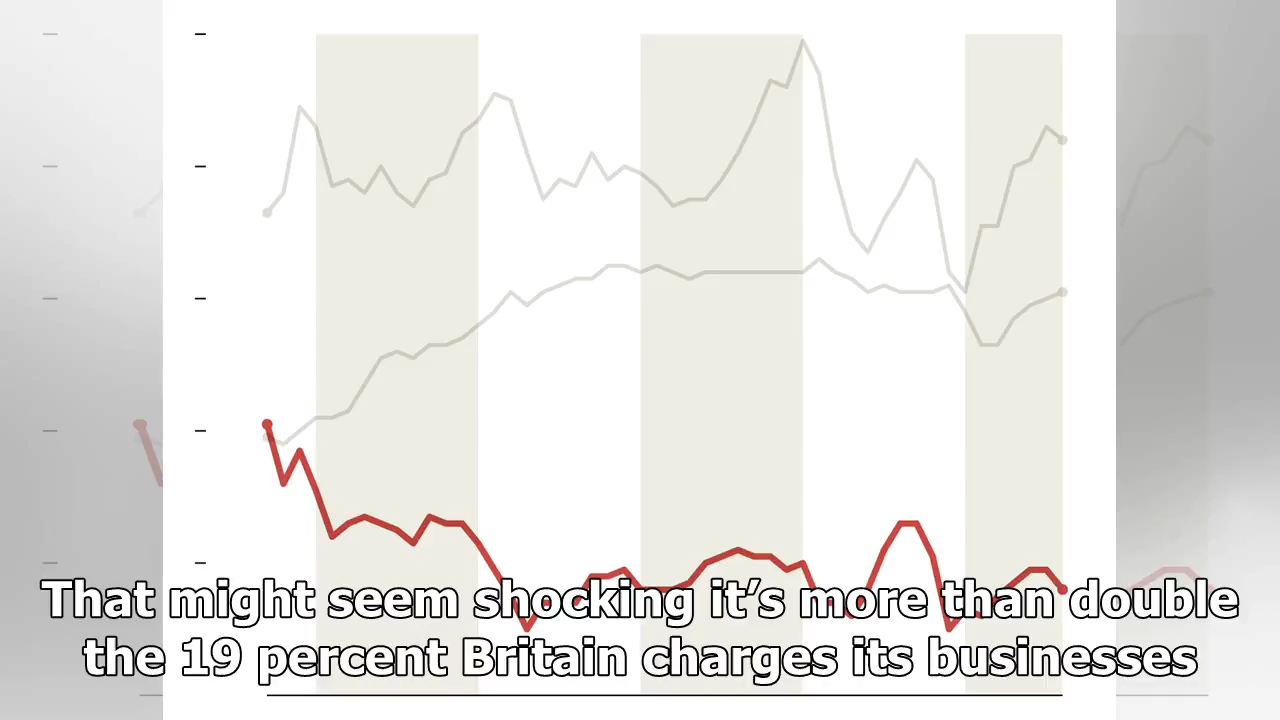 That might seem shocking it’s more than double
the 19 percent Britain charges its businesses